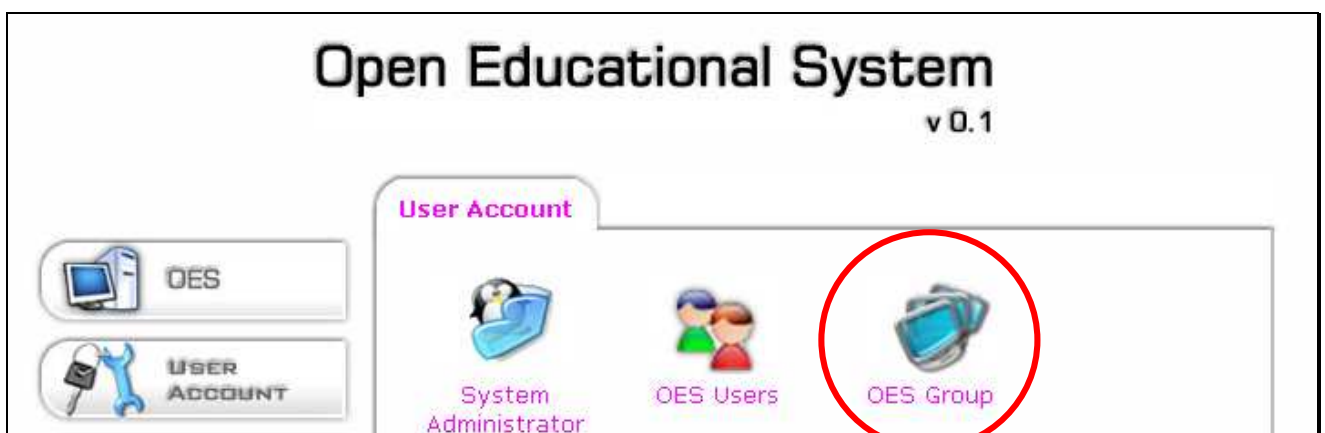 Open Educational System
v 0.1
User Account
OES
USER
ACCOUNT
System
Administrator
OES Users
OES Group